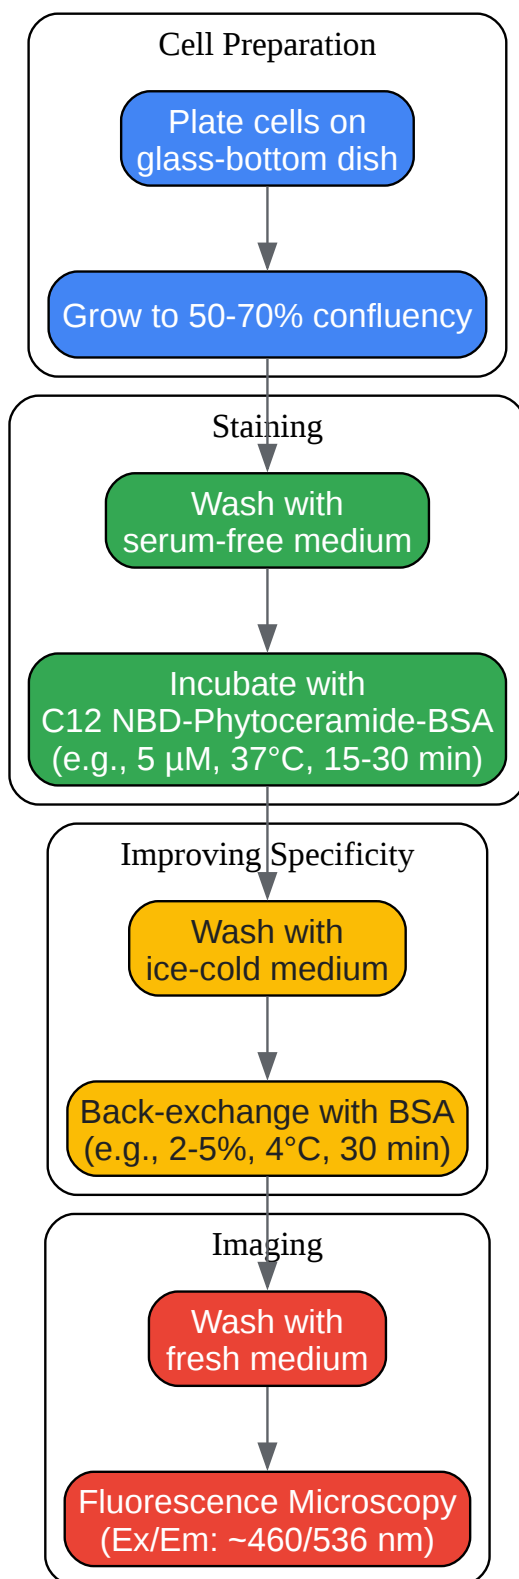 Cell Preparation
Plate cells on
glass-bottom dish
Grow to 50-70% confluency
Staining
Wash with
serum-free medium
Incubate with
C12 NBD-Phytoceramide-BSA
(e.g., 5 µM, 37°C, 15-30 min)
Improving Specificity
Wash with
ice-cold medium
Back-exchange with BSA
(e.g., 2-5%, 4°C, 30 min)
Imaging
Wash with
fresh medium
Fluorescence Microscopy
(Ex/Em: ~460/536 nm)